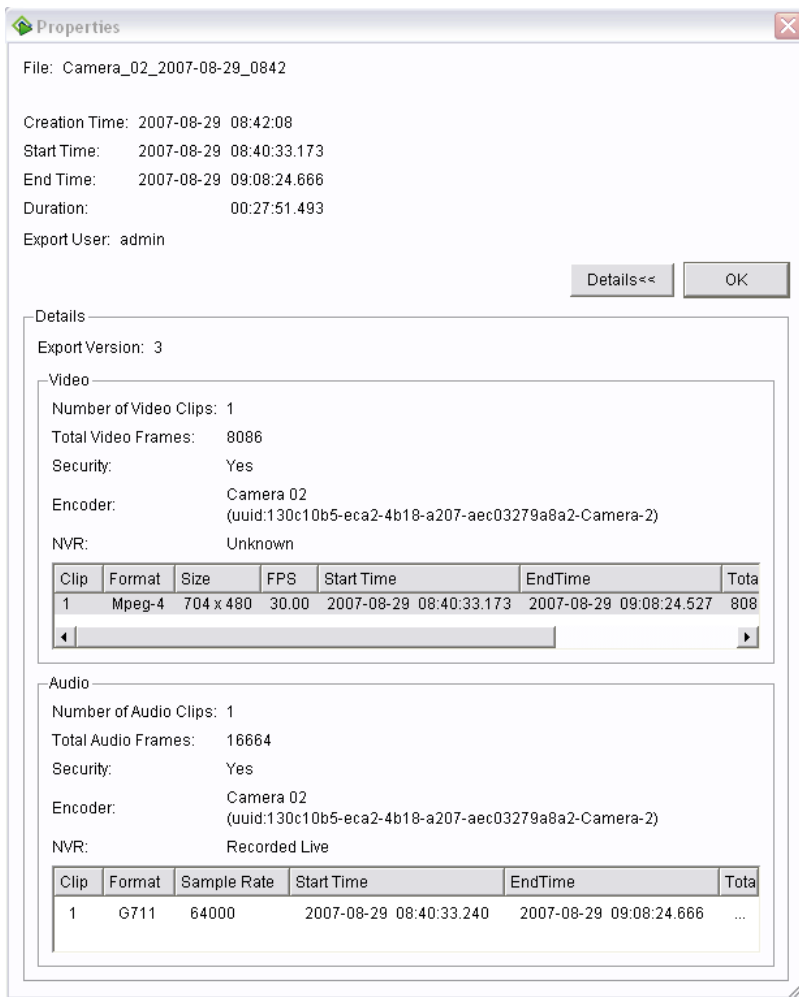 Properties
File: Camera_02_2007-08-29_0842
Creation Time: 2007-08-29 08:42:08
Start Time: 2007-08-29 08:40:33.173
End Time: 2007-08-29 09:08:24.666
Duration: 00:27:51.493
Export User: admin
Details<< OK
Details
Export Version: 3
Video
Number of Video Clips: 1
Total Video Frames: 8086
Security: Yes
Encoder: Camera 02
(uuid:130c10b5-eca2-4b18-a207-aec03279a8a2-Camera-2)
NVR: Unknown
Clip Format Size FPS Start Time EndTime Tota
1 Mpeg-4 704 x 480 30.00 2007-08-29 08:40:33.173 2007-08-29 09:08:24.527 808
Audio
Number of Audio Clips: 1
Total Audio Frames: 16664
Security: Yes
Encoder: Camera 02
(uuid:130c10b5-eca2-4b18-a207-aec03279a8a2-Camera-2)
NVR: Recorded Live
Clip Format Sample Rate Start Time EndTime Tota
1 G711 64000 2007-08-29 08:40:33.240 2007-08-29 09:08:24.666 ...